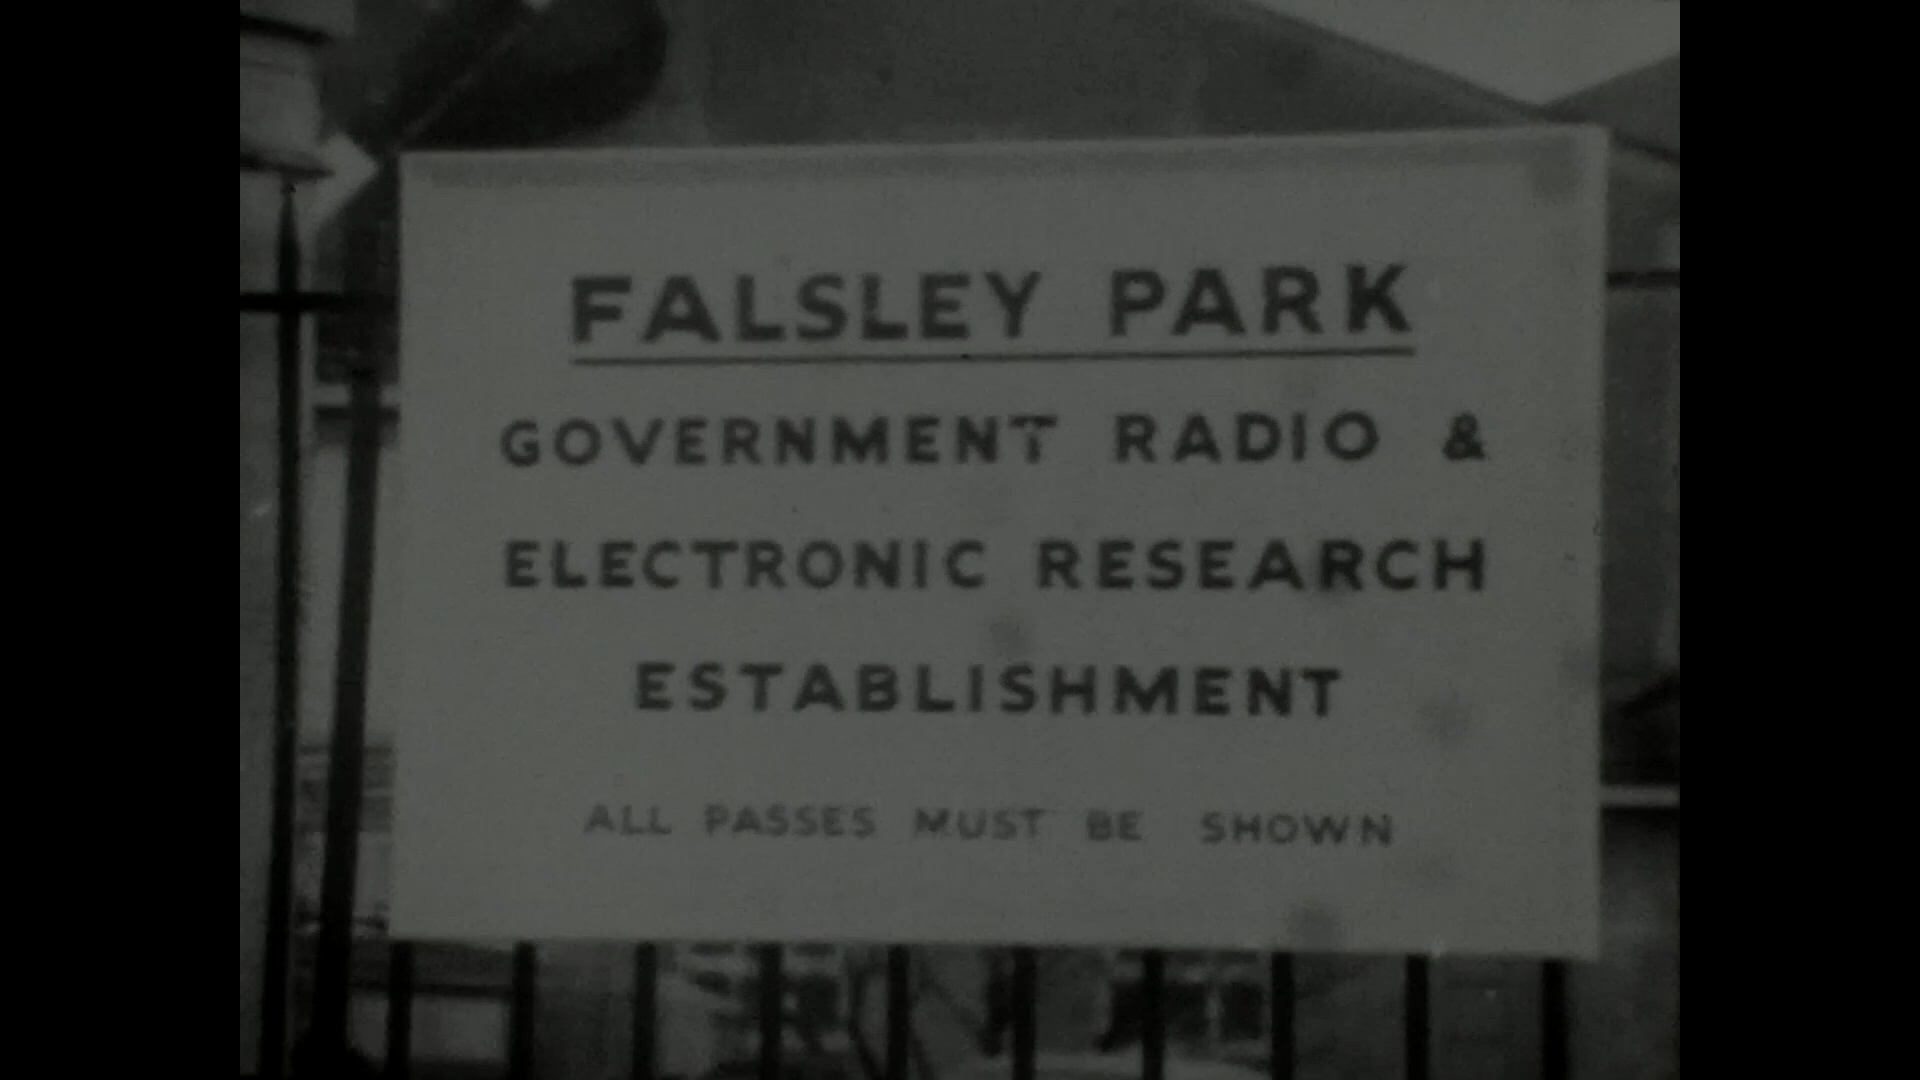 FALSLEY PARK
GOVERNMENT RADIO &
ELECTRONIC RESEARCH
ESTABLISHMENT
ALL PASSES MUST BE SHOWN